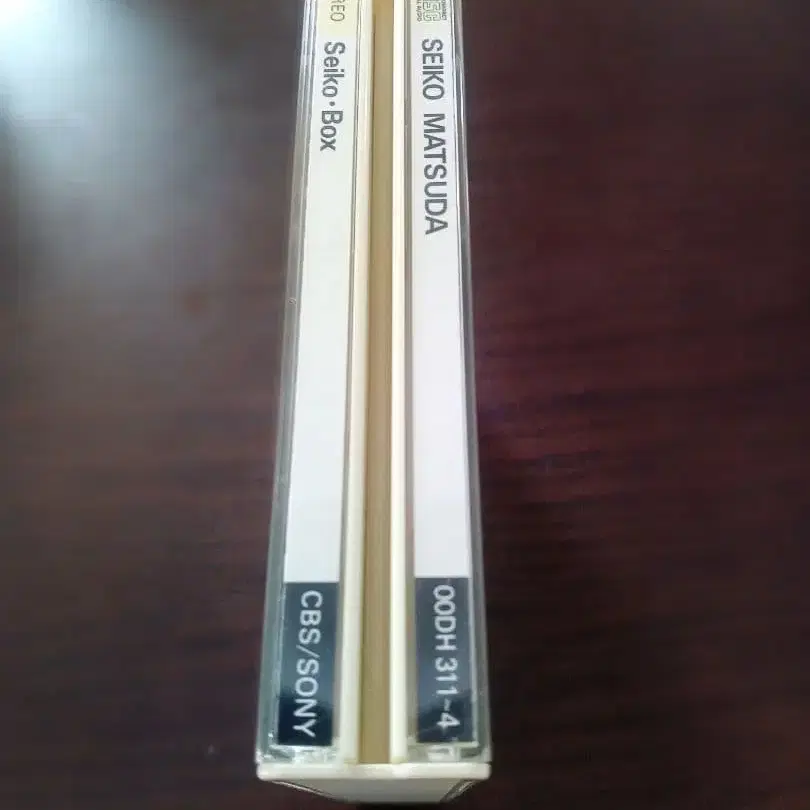 Seiko・Box
CBS/SONY
SEIKO MATSUDA
00DH 311~4